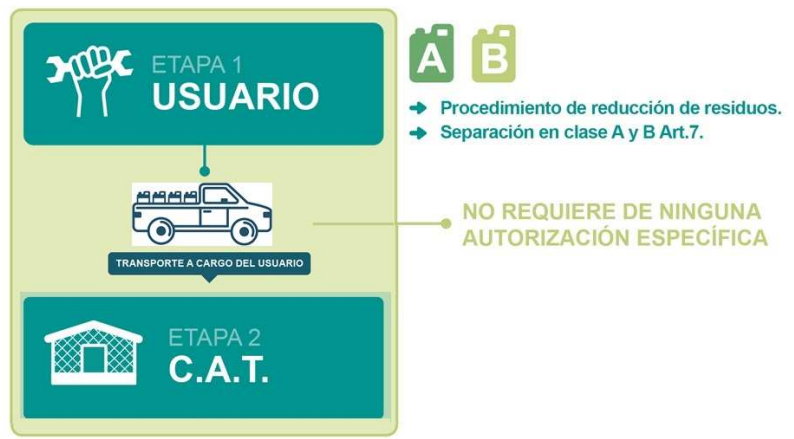 ETAPA 1
USUARIO
A B
➔ Procedimiento de reducción de residuos.
➔ Separación en clase A y B Art.7.
NO REQUIERE DE NINGUNA
AUTORIZACIÓN ESPECÍFICA
TRANSPORTE A CARGO DEL USUARIO
ETAPA 2
C.A.T.